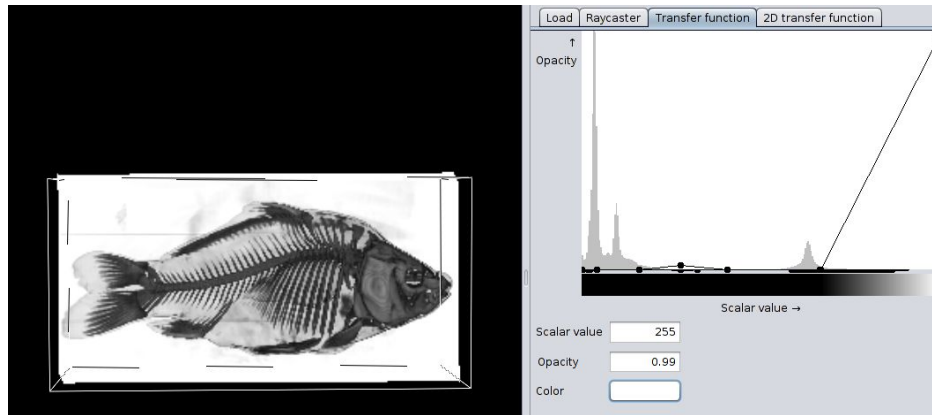 Load Raycaster Transfer function 2D transfer function
↑
Opacity
Scalar value →
Scalar value 255
Opacity 0.99
Color